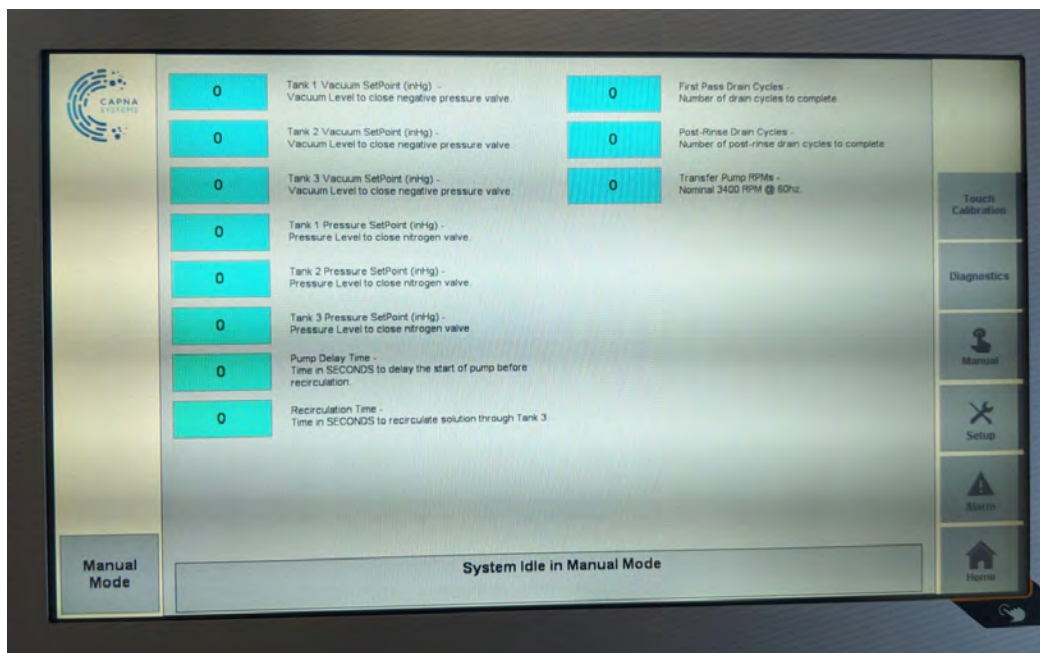 CAPNA
SYSTEMS
0
Tank 1 Vacuum SetPoint (inHg) -
Vacuum Level to close negative pressure valve.
0
Tank 2 Vacuum SetPoint (inHg) -
Vacuum Level to close negative pressure valve.
0
Tank 3 Vacuum SetPoint (inHg) -
Vacuum Level to close negative pressure valve.
0
Tank 1 Pressure SetPoint (inHg) -
Pressure Level to close nitrogen valve.
0
Tank 2 Pressure SetPoint (inHg) -
Pressure Level to close nitrogen valve.
0
Tank 3 Pressure SetPoint (inHg) -
Pressure Level to close nitrogen valve.
0
Pump Delay Time -
Time in SECONDS to delay the start of pump before
recirculation.
0
Recirculation Time -
Time in SECONDS to recirculate solution through Tank 3.
0
First Pass Drain Cycles -
Number of drain cycles to complete.
0
Post-Rinse Drain Cycles -
Number of post-rinse drain cycles to complete
0
Transfer Pump RPMs -
Nominal 3400 RPM @ 60hz.
Touch
Calibration
Diagnostics
Manual
Setup
Alarm
Home
Manual
Mode
System Idle in Manual Mode